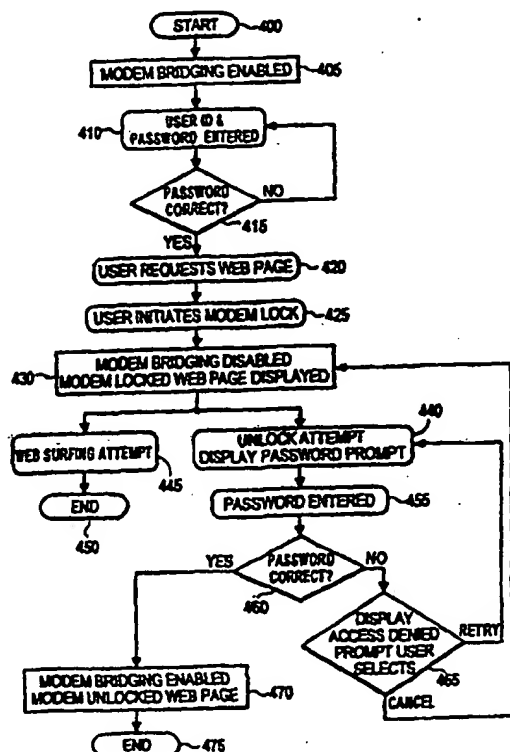 START 400
MODEM BRIDGING ENABLED 405
410 USER ID &
PASSWORD ENTERED
PASSWORD NO
CORRECT?
415
YES
USER REQUESTS WEB PAGE 420
USER INITIATES MODEM LOCK 425
430 MODEM BRIDGING DISABLED
MODEM LOCKED WEB PAGE DISPLAYED
440
WEB SURFING ATTEMPT
445
END
450
UNLOCK ATTEMPT
DISPLAY PASSWORD PROMPT
PASSWORD ENTERED 455
YES PASSWORD NO
CORRECT?
460
DISPLAY
ACCESS DENIED
PROMPT USER
SELECTS
RETRY
465
CANCEL
MODEM BRIDGING ENABLED
MODEM UNLOCKED WEB PAGE 470
END 475